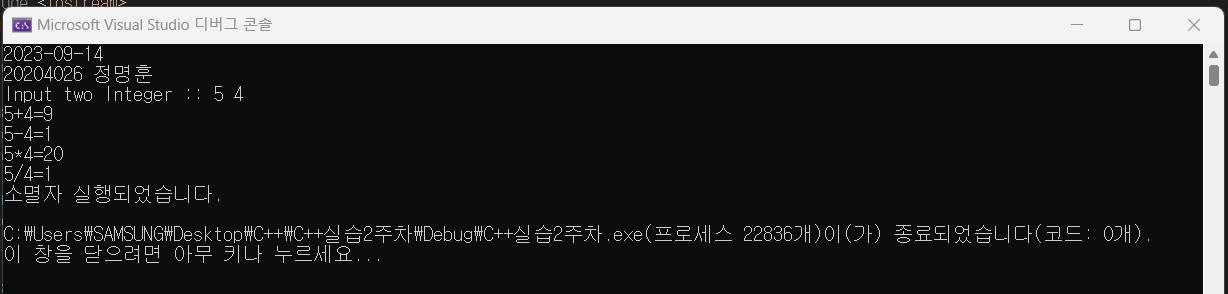 Microsoft Visual Studio 디버그 콘솔
2023-09-14
20204026 정명훈
Input two Integer :: 5 4
5+4=9
5-4=1
5*4=20
5/4=1
소멸자 실행되었습니다.
C:₩Users₩SAMSUNG₩Desktop₩C++₩C++실습2주차₩Debug₩C++실습2주차.exe(프로세스 22836개)이(가) 종료되었습니다(코드: 0개).
이 창을 닫으려면 아무 키나 누르세요...